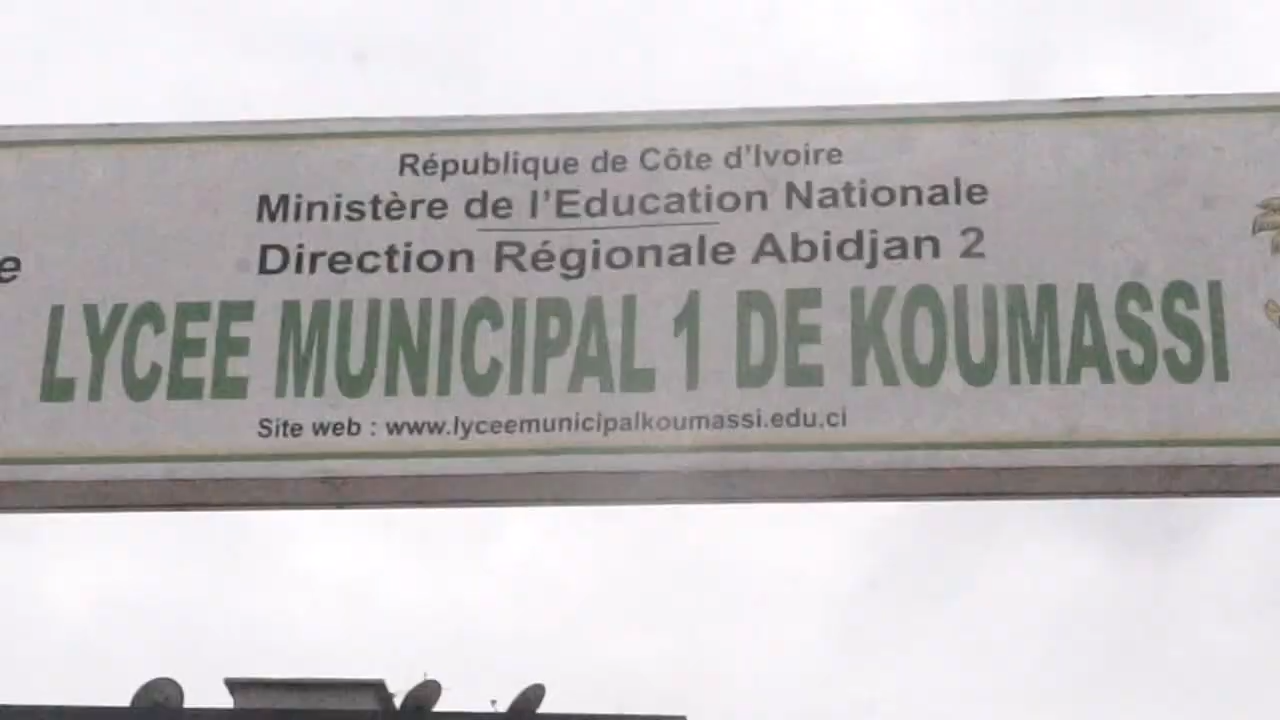 République de Côte d'Ivoire
Ministère de l'Education Nationale
Direction Régionale Abidjan 2
LYCEE MUNICIPAL 1 DE KOUMASSI
Site web : www.lyceemunicipalkoumassi.edu.ci